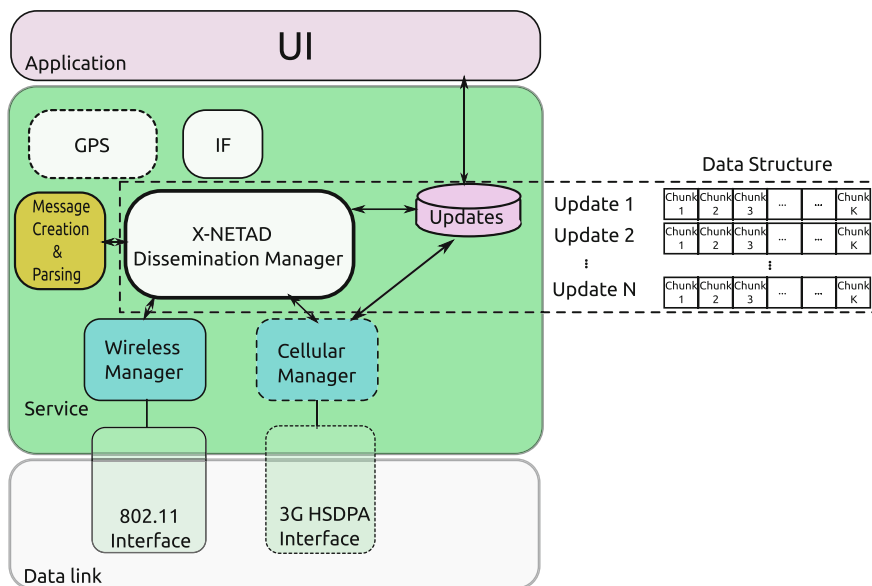 UI
Application
GPS
IF
Data Structure
Message
Creation
&
Parsing
X-NETAD
Dissemination Manager
Updates
Update 1
Chunk 1 Chunk 2 Chunk 3 ... ... Chunk K
Update 2
Chunk 1 Chunk 2 Chunk 3 ... ... Chunk K
⋮ ⋮
Update N
Chunk 1 Chunk 2 Chunk 3 ... ... Chunk K
Wireless
Manager
Cellular
Manager
Service
802.11
Interface
3G HSDPA
Interface
Data link